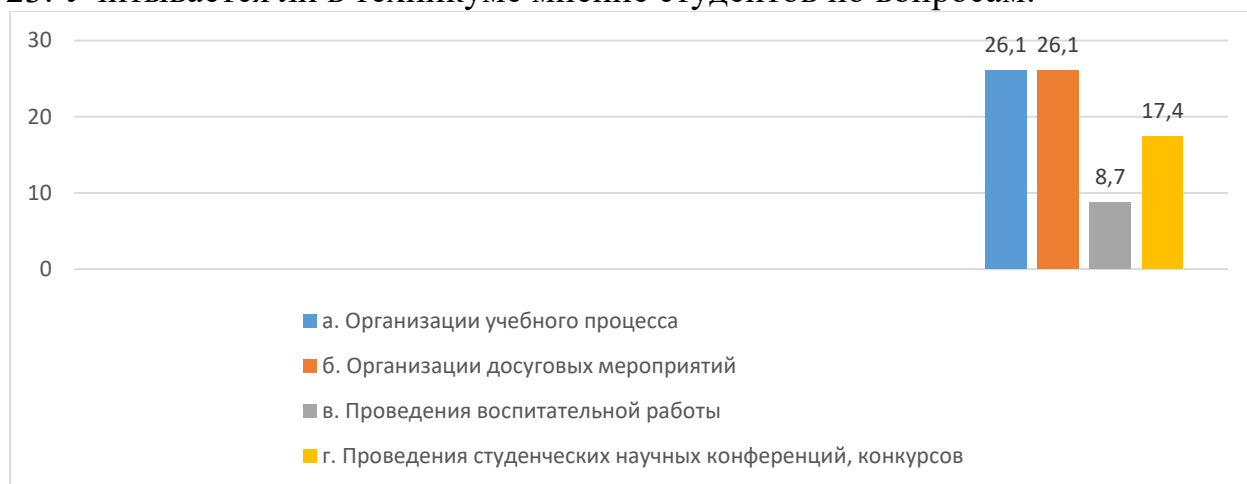 Учитывается ли в техникуме мнение студентов по вопросам:
30
26,1 26,1
20
17,4
10
8,7
0
а. Организации учебного процесса
б. Организации досуговых мероприятий
в. Проведения воспитательной работы
г. Проведения студенческих научных конференций, конкурсов